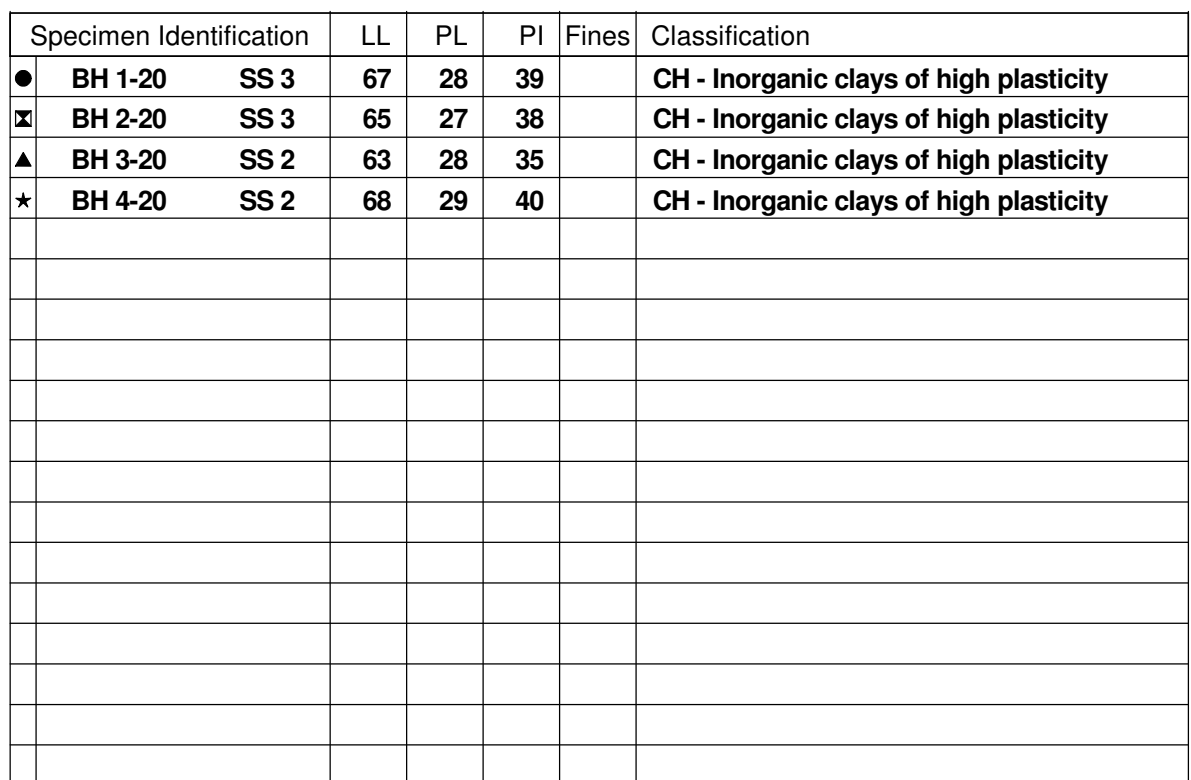 Specimen Identification LL PL PI Fines Classification
BH 1-20 SS 3 67 28 39 CH - Inorganic clays of high plasticity
BH 2-20 SS 3 65 27 38 CH - Inorganic clays of high plasticity
BH 3-20 SS 2 63 28 35 CH - Inorganic clays of high plasticity
BH 4-20 SS 2 68 29 40 CH - Inorganic clays of high plasticity